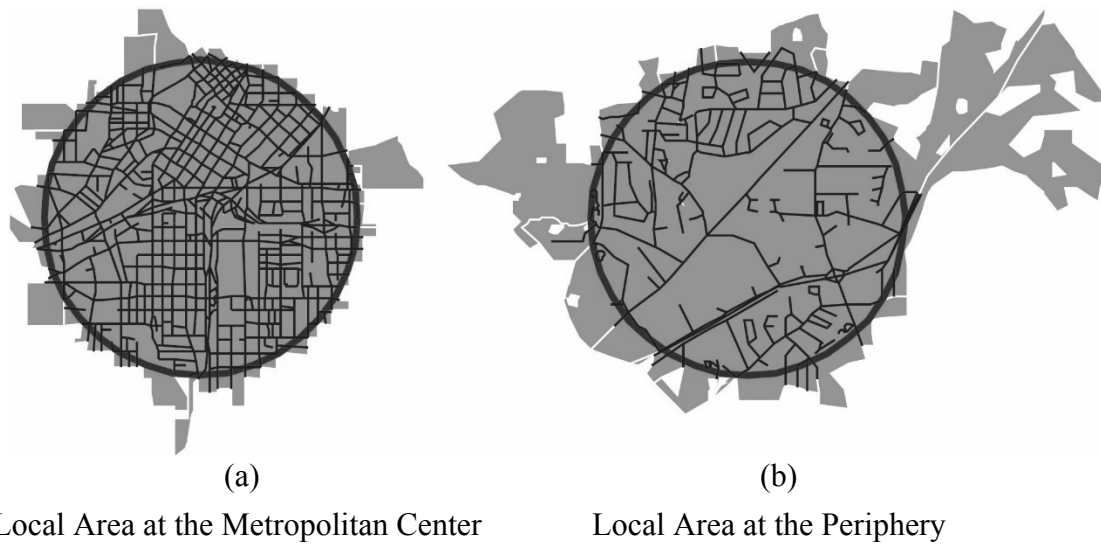 (a)
(b)
Local Area at the Metropolitan Center
Local Area at the Periphery